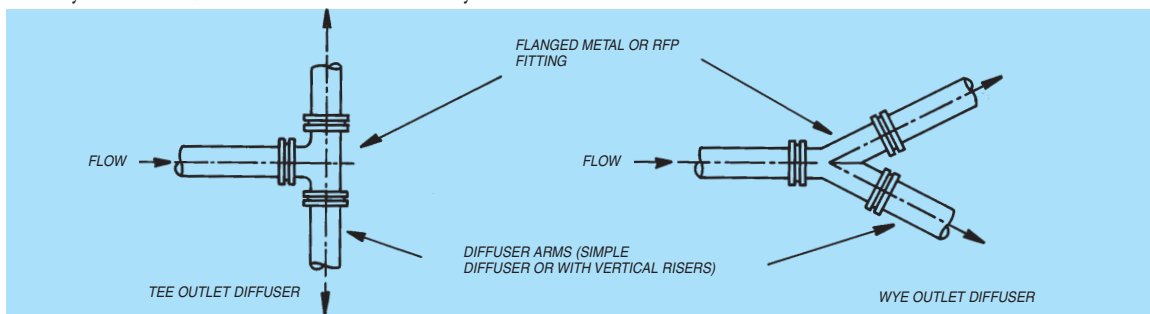 FLANGED METAL OR RFP
FITTING
FLOW
FLOW
DIFFUSER ARMS (SIMPLE
DIFFUSER OR WITH VERTICAL RISERS)
TEE OUTLET DIFFUSER
WYE OUTLET DIFFUSER